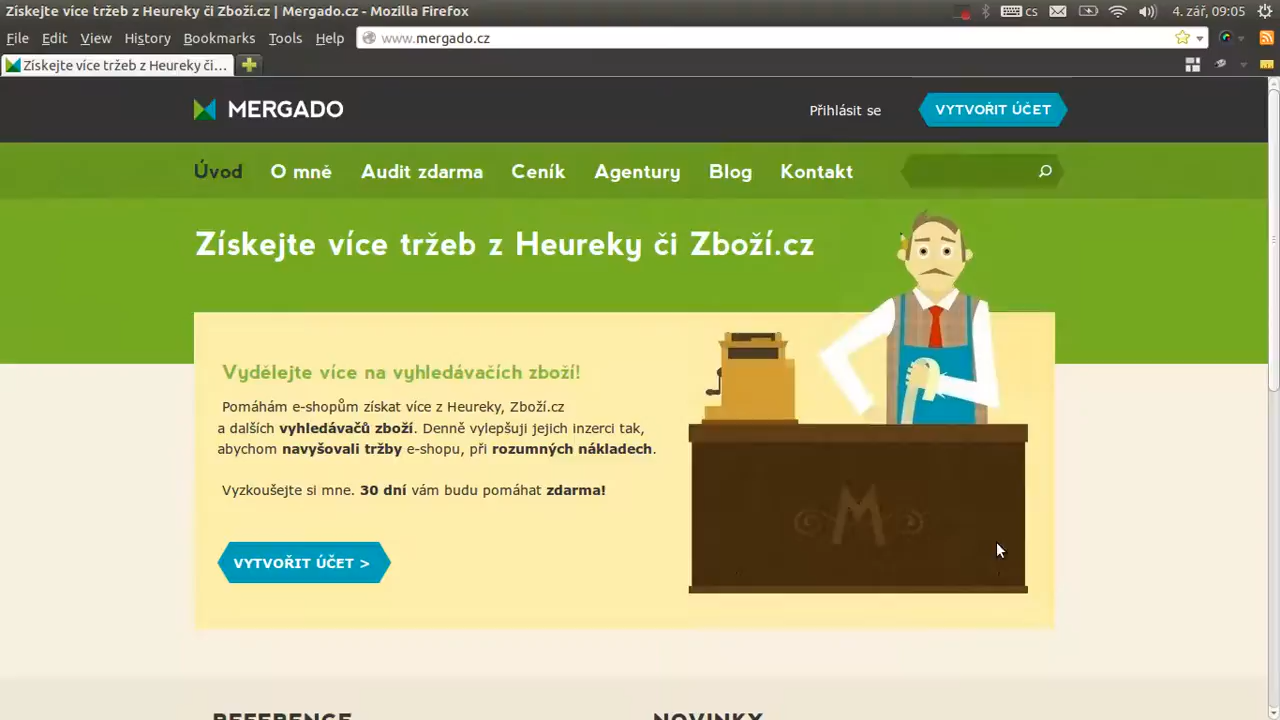 Získejte více tržeb z Heureky či Zboží.cz | Mergado.cz - Mozilla Firefox
cs
4. zář, 09:05
File Edit View History Bookmarks Tools Help
www.mergado.cz
Získejte více tržeb z Heureky či...
MERGADO
Přihlásit se
VYTVOŘIT ÚČET
Úvod O mně Audit zdarma Ceník Agentury Blog Kontakt
Získejte více tržeb z Heureky či Zboží.cz
Vydělejte více na vyhledávačích zboží!
Pomáhám e-shopům získat více z Heureky, Zboží.cz
a dalších vyhledávačů zboží. Denně vylepšuji jejich inzerci tak,
abychom navyšovali tržby e-shopu, při rozumných nákladech.
Vyzkoušejte si mne. 30 dní vám budu pomáhat zdarma!
VYTVOŘIT ÚČET >
M
REFERENCE
NOVINKY